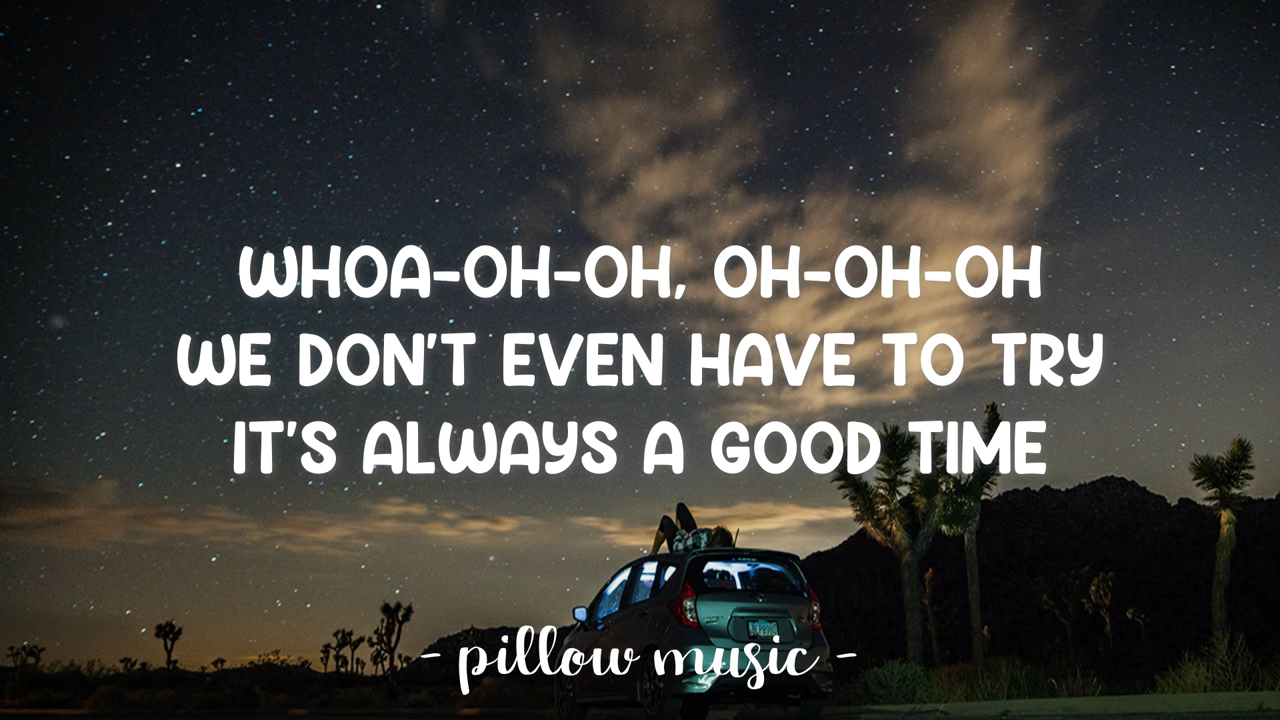 WHOA-OH-OH, OH-OH-OH
WE DON'T EVEN HAVE TO TRY
IT'S ALWAYS A GOOD TIME
- pillow music -